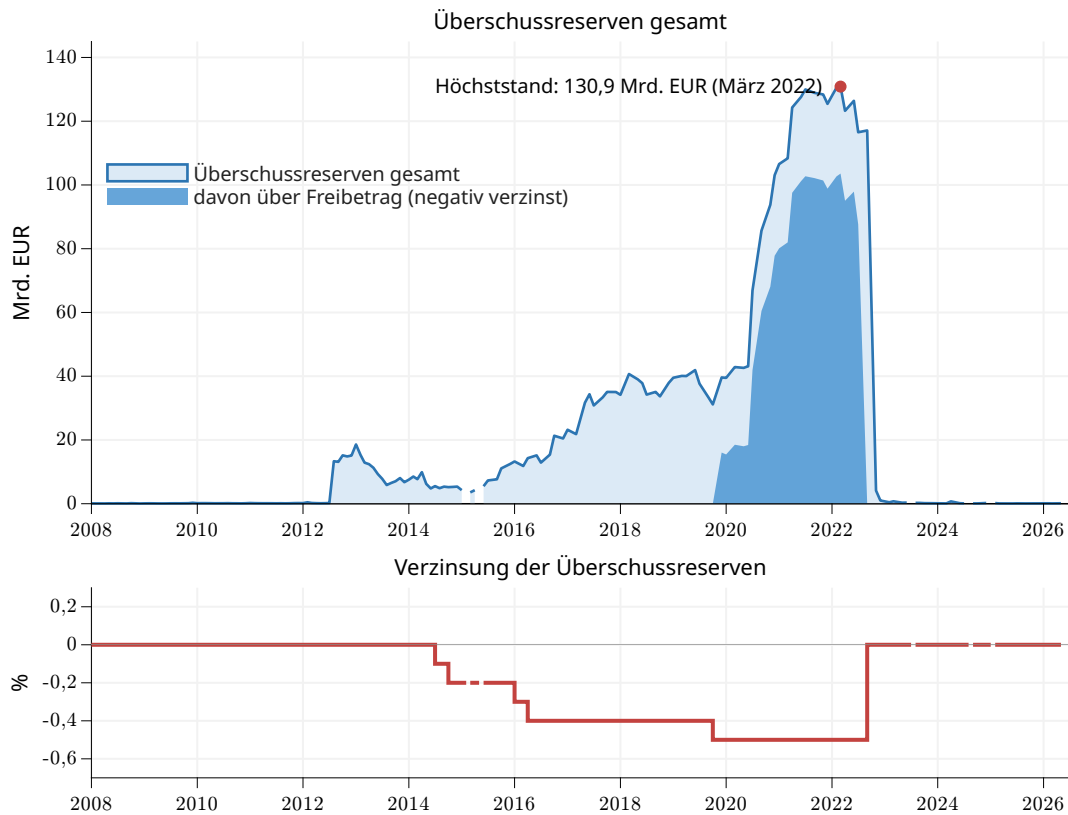 Überschussreserven gesamt
140
120
100
80
60
40
20
0
Mrd. EUR
Höchststand: 130,9 Mrd. EUR (März 2022)
Überschussreserven gesamt
davon über Freibetrag (negativ verzinst)
2008 2010 2012 2014 2016 2018 2020 2022 2024 2026
Verzinsung der Überschussreserven
0,2
0
-0,2
-0,4
-0,6
%
2008 2010 2012 2014 2016 2018 2020 2022 2024 2026